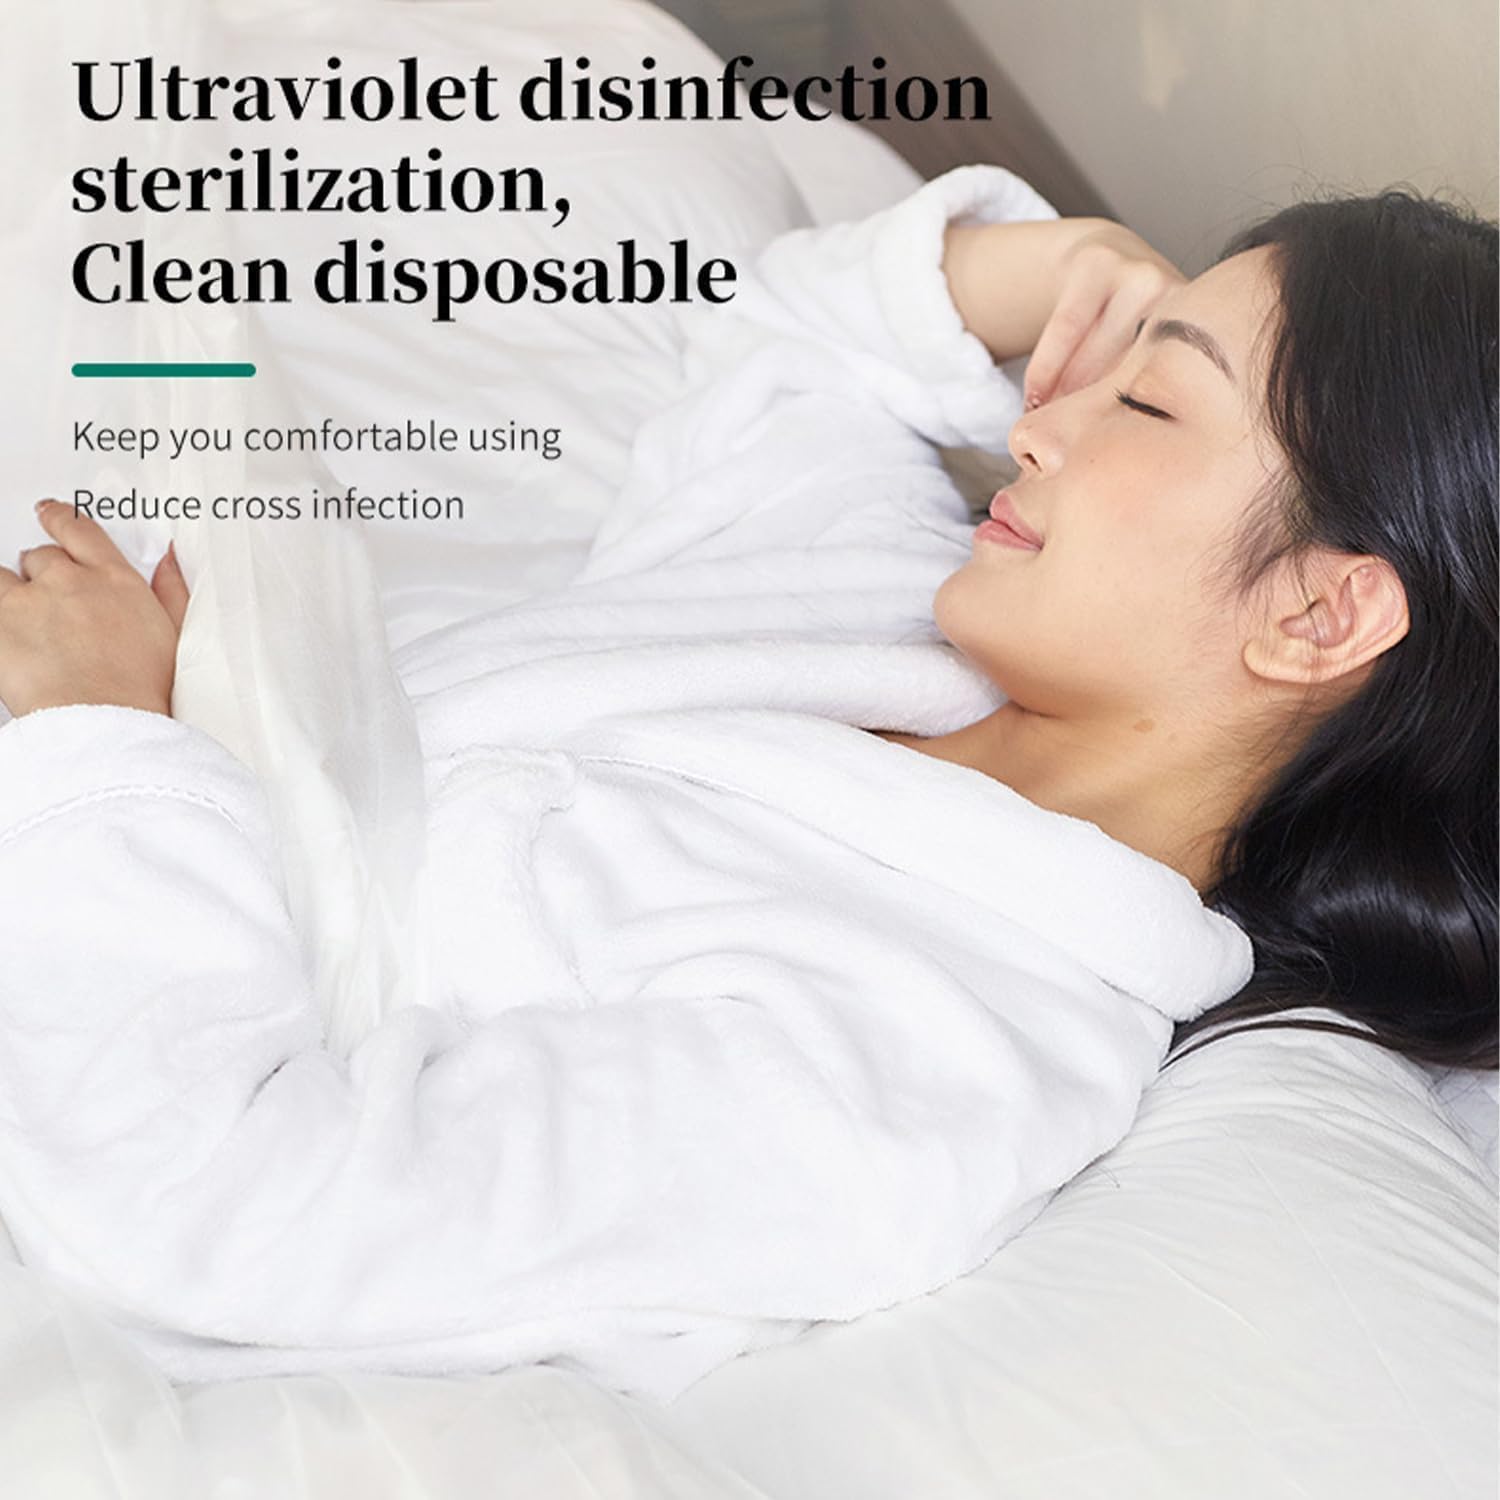 Ultraviolet disinfection
sterilization,
Clean disposable
Keep you comfortable using
Reduce cross infection